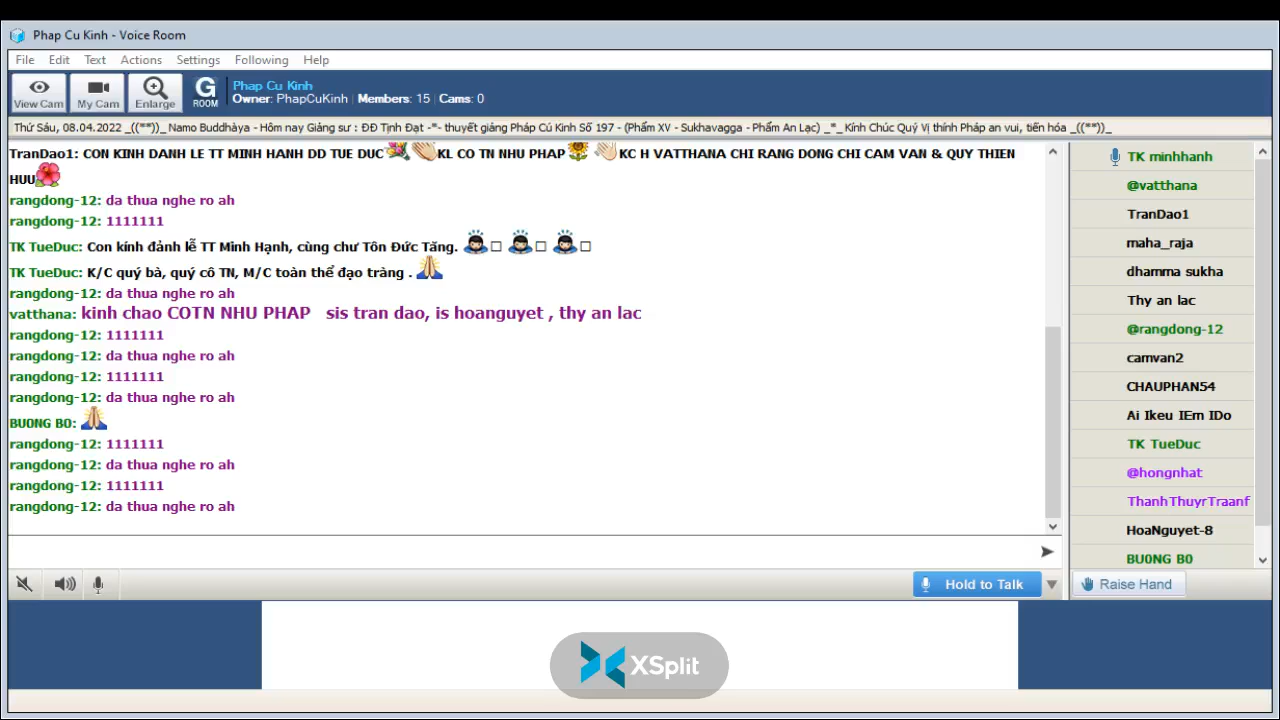 Phap Cu Kinh - Voice Room
File Edit Text Actions Settings Following Help
View Cam My Cam Enlarge G ROOM
Phap Cu Kinh
Owner: PhapCuKinh | Members: 15 | Cams: 0
Thứ Sáu, 08.04.2022 _((**))_ Namo Buddhàya - Hôm nay Giảng sư : ĐĐ Tịnh Đạt -*- thuyết giảng Pháp Cú Kinh Số 197 - (Phẩm XV - Sukhavagga - Phẩm An Lạc) _*_ Kính Chúc Quý Vị thính Pháp an vui, tiến hóa _((**))_
TranDao1: CON KINH DANH LE TT MINH HANH DD TUE DUC KL CO TN NHU PHAP KC H VATTHANA CHI RANG DONG CHI CAM VAN & QUY THIEN
HUU
rangdong-12: da thua nghe ro ah
rangdong-12: 1111111
TK TueDuc: Con kính đảnh lễ TT Minh Hạnh, cùng chư Tôn Đức Tăng.
TK TueDuc: K/C quý bà, quý cô TN, M/C toàn thể đạo tràng .
rangdong-12: da thua nghe ro ah
vatthana: kinh chao COTN NHU PHAP sis tran dao, is hoanguyet , thy an lac
rangdong-12: 1111111
rangdong-12: da thua nghe ro ah
rangdong-12: 1111111
rangdong-12: da thua nghe ro ah
BU0NG B0:
rangdong-12: 1111111
rangdong-12: da thua nghe ro ah
rangdong-12: 1111111
rangdong-12: da thua nghe ro ah
TK minhhanh
@vatthana
TranDao1
maha_raja
dhamma sukha
Thy an lac
@rangdong-12
camvan2
CHAUPHAN54
Ai Ikeu IEm IDo
TK TueDuc
@hongnhat
ThanhThuyrTraanf
HoaNguyet-8
BU0NG B0
Hold to Talk
Raise Hand
XSplit